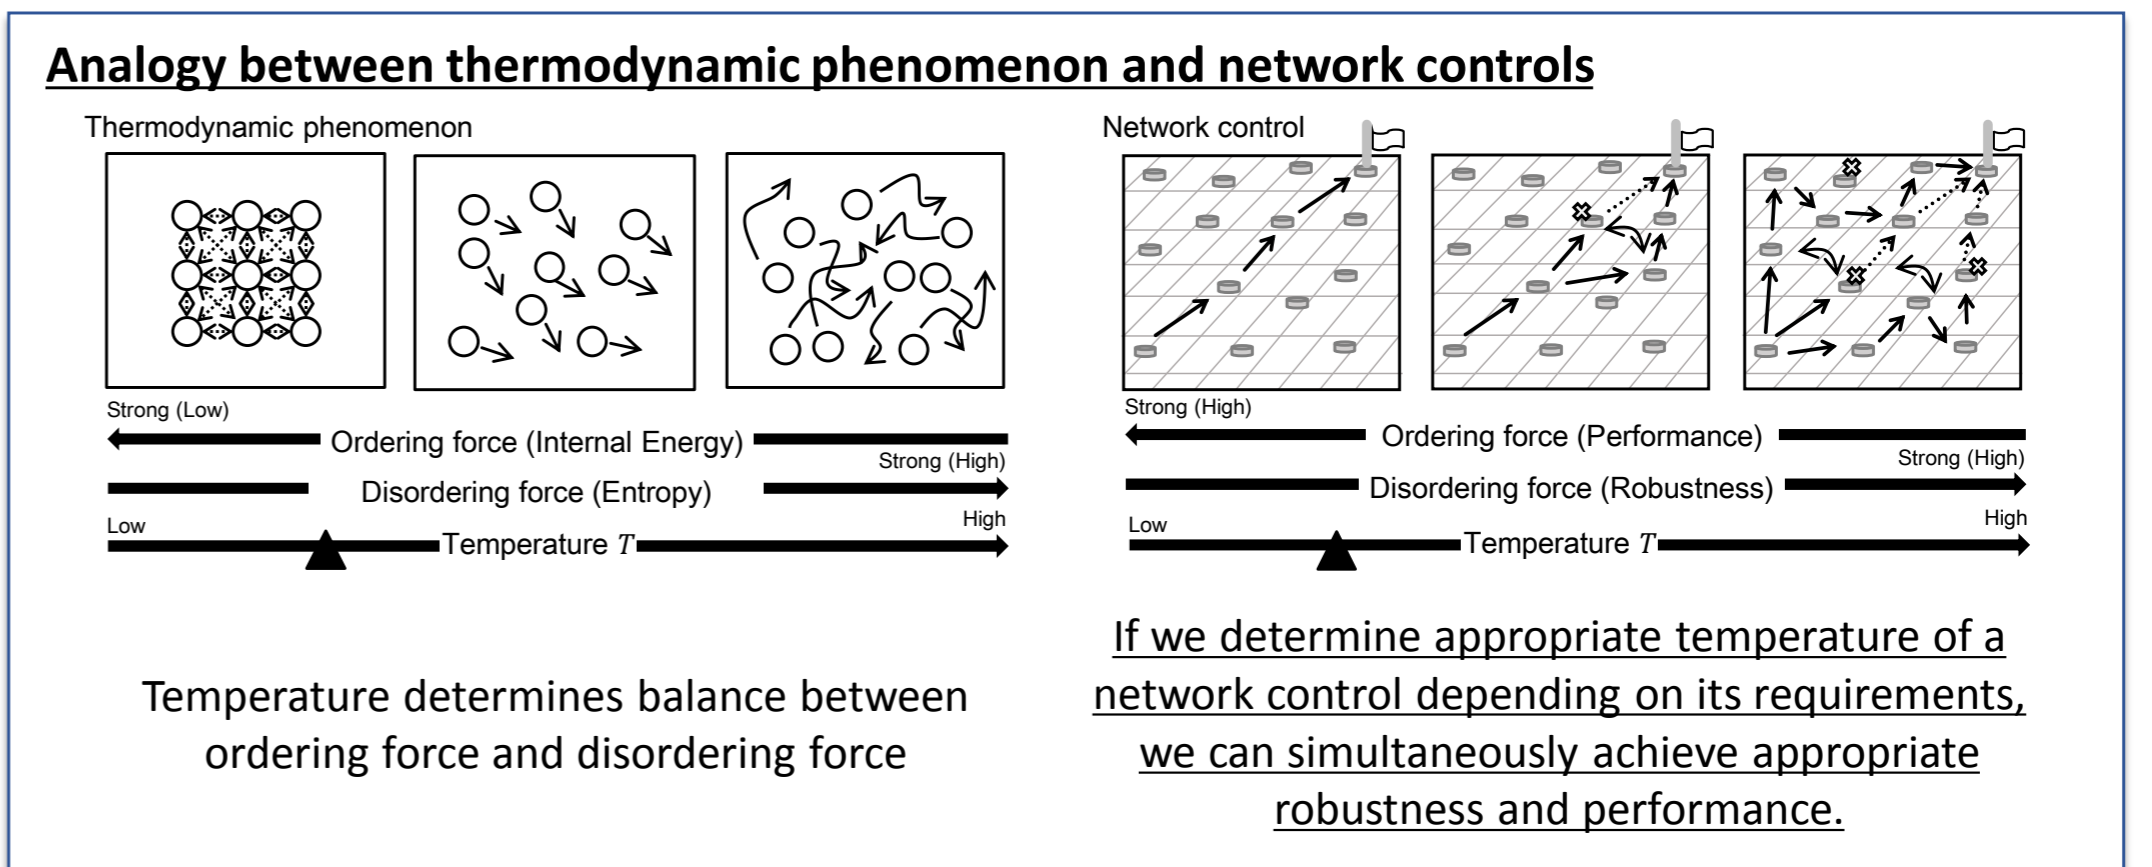 Analogy between thermodynamic phenomenon and network controls
Thermodynamic phenomenon
Strong (Low)
Ordering force (Internal Energy)
Strong (High)
Disordering force (Entropy)
Low
High
Temperature T
Temperature determines balance between
ordering force and disordering force
Network control
Strong (High)
Ordering force (Performance)
Strong (High)
Disordering force (Robustness)
Low
High
Temperature T
If we determine appropriate temperature of a
network control depending on its requirements,
we can simultaneously achieve appropriate
robustness and performance.